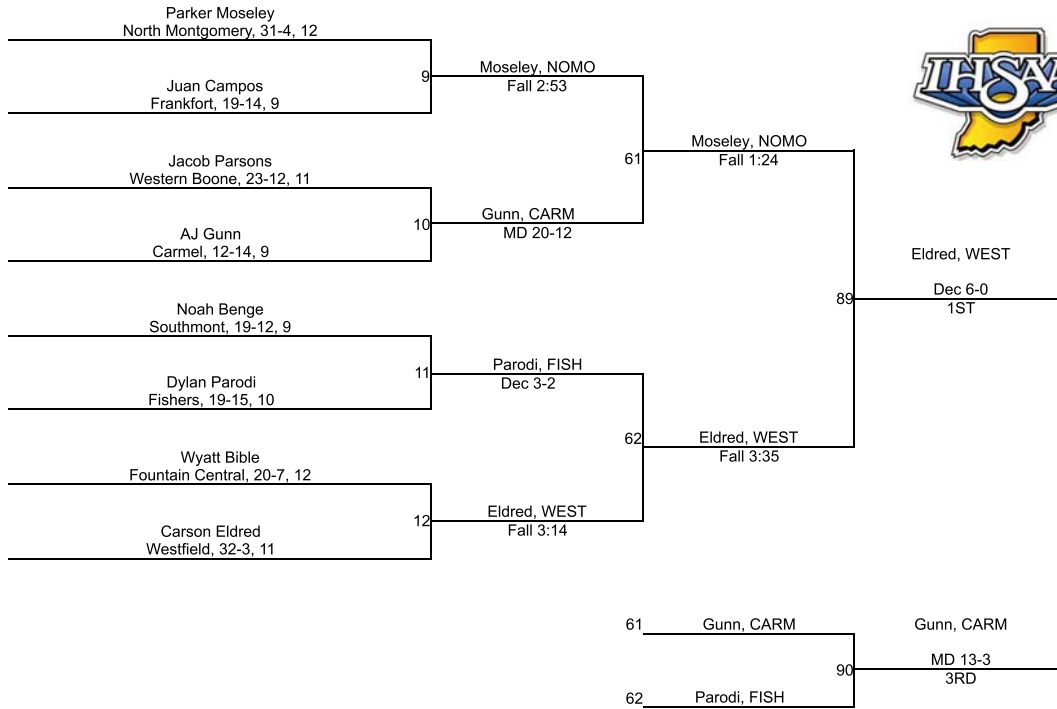 Parker Moseley
North Montgomery, 31-4, 12
Juan Campos
Frankfort, 19-14, 9
Jacob Parsons
Western Boone, 23-12, 11
AJ Gunn
Carmel, 12-14, 9
Noah Benge
Southmont, 19-12, 9
Dylan Parodi
Fishers, 19-15, 10
Wyatt Bible
Fountain Central, 20-7, 12
Carson Eldred
Westfield, 32-3, 11
9
Moseley, NOMO
Fall 2:53
10
Gunn, CARM
MD 20-12
11
Parodi, FISH
Dec 3-2
12
Eldred, WEST
Fall 3:14
61
Moseley, NOMO
Fall 1:24
62
Eldred, WEST
Fall 3:35
IHSAA
89
Eldred, WEST
Dec 6-0
1ST
61
Gunn, CARM
62
Parodi, FISH
90
Gunn, CARM
MD 13-3
3RD